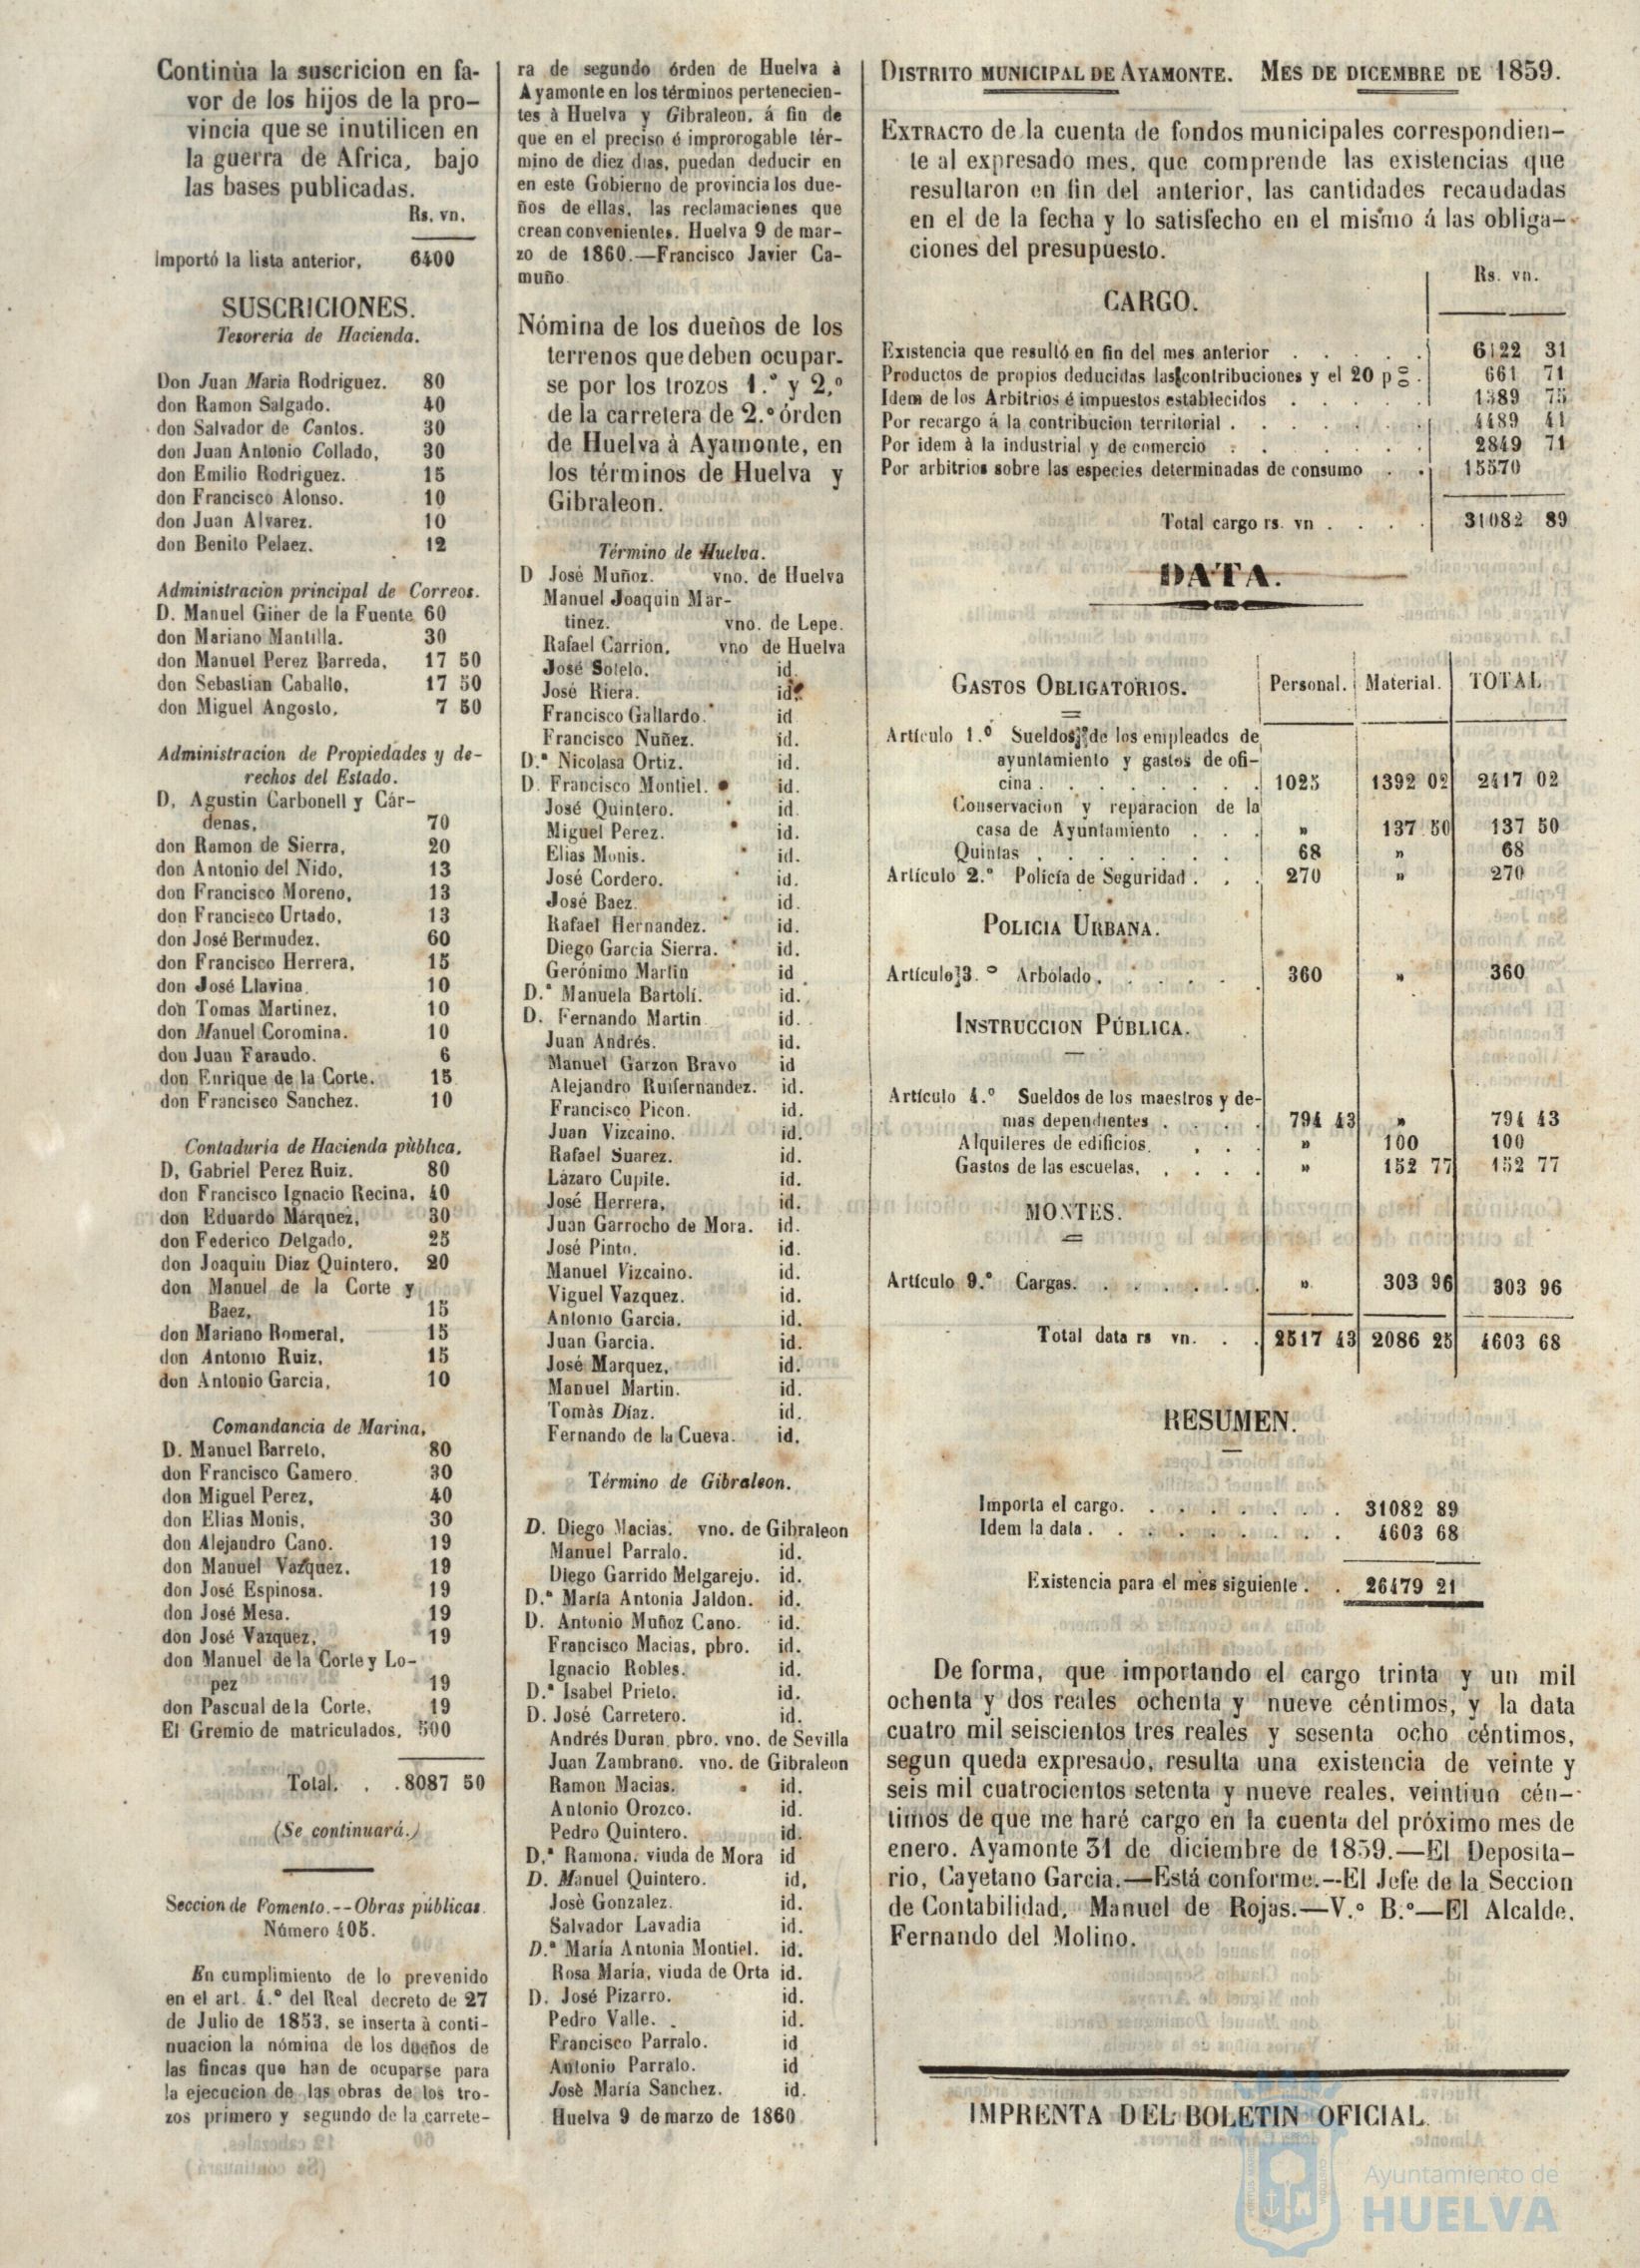 Continùa la suscricion en fa-
vor de los hijos de la pro-
vincia que se inutilicen en
la guerra de Africa, bajo
las bases publicadas.
Rs. vn.
Importó la lista anterior, 6400
SUSCRICIONES.
Tesoreria de Hacienda.
Don Juan Maria Rodriguez. 80
don Ramon Salgado. 40
don Salvador de Cantos. 30
don Juan Antonio Collado, 30
don Emilio Rodriguez. 15
don Francisco Alonso. 10
don Juan Alvarez. 10
don Benito Pelaez. 12
Administracion principal de Correos.
D. Manuel Giner de la Fuente 60
don Mariano Mantilla. 30
don Manuel Perez Barreda, 17 50
don Sebastian Caballo, 17 50
don Miguel Angosto, 7 50
Administracion de Propiedades y de-
rechos del Estado.
D, Agustin Carbonell y Cár-
denas, 70
don Ramon de Sierra, 20
don Antonio del Nido, 13
don Francisco Moreno, 13
don Francisco Urtado, 13
don José Bermudez. 60
don Francisco Herrera, 15
don José Llavina 10
don Tomas Martinez, 10
don Manuel Coromina. 10
don Juan Faraudo. 6
don Enrique de la Corte. 15
don Francisco Sanchez. 10
Contaduría de Hacienda pùblica,
D, Gabriel Perez Ruiz. 80
don Francisco Ignacio Recina, 40
don Eduardo Márquez, 30
don Federico Delgado, 25
don Joaquin Diaz Quintero, 20
don Manuel de la Corte y
Baez, 15
don Mariano Romeral, 15
don Antonio Ruiz, 15
don Antonio Garcia, 10
Comandancia de Marina,
D. Manuel Barreto, 80
don Francisco Gamero 30
don Miguel Perez, 40
don Elias Monis, 30
don Alejandro Cano. 19
don Manuel Vazquez. 19
don José Espinosa. 19
don José Mesa. 19
don José Vazquez, 19
don Manuel de la Corte y Lo-
pez 19
don Pascual de la Corte, 19
El Gremio de matriculados, 500
Total. . . 8087 50
(Se continuará.)
Seccion de Fomento.--Obras públicas.
Número 405.
En cumplimiento de lo prevenido
en el art. 4.º del Real decreto de 27
de Julio de 1853, se inserta à conti-
nuacion la nómina de los dueños de
las fincas que han de ocuparse para
la ejecucion de las obras de los tro-
zos primero y segundo de la carrete-
ra de segundo órden de Huelva à
Ayamonte en los términos pertenecien-
tes à Huelva y Gibraleon, á fin de
que en el preciso é improrogable tér-
mino de diez dias, puedan deducir en
en este Gobierno de provincia los due-
ños de ellas, las reclamaciones que
crean convenientes. Huelva 9 de mar-
zo de 1860.—Francisco Javier Ca-
muño
Nómina de los dueños de los
terrenos que deben ocupar-
se por los trozos 1.º y 2,º
de la carretera de 2.º órden
de Huelva à Ayamonte, en
los términos de Huelva y
Gibraleon.
Término de Huelva.
D José Muñoz. vno. de Huelva
Manuel Joaquin Mar-
tinez. vno. de Lepe.
Rafael Carrion, vno de Huelva
José Sotelo. id.
José Riera. id.
Francisco Gallardo. id
Francisco Nuñez. id.
D.ª Nicolasa Ortiz. id.
D. Francisco Montiel. id.
José Quintero. id
Miguel Perez. id.
Elias Monis. id.
José Cordero. id.
José Baez id.
Rafael Hernandez. id.
Diego Garcia Sierra. id.
Gerónimo Martin id
D.ª Manuela Bartolí. id.
D. Fernando Martin id.
Juan Andrés. id.
Manuel Garzon Bravo id
Alejandro Ruifernandez. id.
Francisco Picon. id.
Juan Vizcaino. id.
Rafael Suarez. id.
Lázaro Cupite. id.
José Herrera, id.
Juan Garrocho de Mora. id.
José Pinto. id.
Manuel Vizcaino. id.
Viguel Vazquez. id.
Antonio Garcia. id.
Juan Garcia. id.
José Marquez, id.
Manuel Martin. id.
Tomàs Díaz. id.
Fernando de la Cueva. id.
Término de Gibraleon.
D. Diego Macias. vno. de Gibraleon
Manuel Parralo. id.
Diego Garrido Melgarejo. id.
D.ª María Antonia Jaldon. id.
D. Antonio Muñoz Cano. id.
Francisco Macias, pbro. id.
Ignacio Robles. id.
D.ª Isabel Prieto. id.
D. José Carretero. id.
Andrés Duran, pbro. vno. de Sevilla
Juan Zambrano. vno. de Gibraleon
Ramon Macias. id.
Antonio Orozco. id.
Pedro Quintero. id.
D.ª Ramona, viuda de Mora id
D. Manuel Quintero. id,
Josè Gonzalez. id.
Salvador Lavadia id.
D.ª María Antonia Montiel. id.
Rosa María, viuda de Orta id.
D. José Pizarro. id.
Pedro Valle. id.
Francisco Parralo. id
Antonio Parralo. id
Josè María Sanchez. id.
Huelva 9 de marzo de 1860
DISTRITO MUNICIPAL DE AYAMONTE. MES DE DICEMBRE DE 1859.
EXTRACTO de la cuenta de fondos municipales correspondien-
te al expresado mes, que comprende las existencias que
resultaron en fin del anterior, las cantidades recaudadas
en el de la fecha y lo satisfecho en el mismo á las obliga-
ciones del presupuesto.
Rs. vn.
CARGO.
Existencia que resultó en fin del mes anterior . . . . . 6122 31
Productos de propios deducidas las contribuciones y el 20 p o/o . 661 71
Idem de los Arbitrios é impuestos establecidos . . . . . 1389 75
Por recargo á la contribucion territorial . . . . . . 4489 41
Por idem à la industrial y de comercio . . . . . . 2849 71
Por arbitrios sobre las especies determinadas de consumo . . 15570
Total cargo rs. vn . . . . 31082 89
DATA.
GASTOS OBLIGATORIOS. Personal. Material. TOTAL
Artículo 1.º Sueldos de los empleados de
ayuntamiento y gastos de ofi-
cina . . . . . . . 1025 1392 02 2417 02
Conservacion y reparacion de la
casa de Ayuntamiento . . . » 137 50 137 50
Quintas . . . . . . . 68 » 68
Artículo 2.º Policía de Seguridad . . . 270 » 270
POLICIA URBANA.
Artículo 3.º Arbolado . . . . . 360 » 360
INSTRUCCION PÚBLICA.
Artículo 4.º Sueldos de los maestros y de-
mas dependientes . . . . 794 43 » 794 43
Alquileres de edificios. . . . » 100 100
Gastos de las escuelas, . . . . » 152 77 152 77
MONTES.
Artículo 9.º Cargas. . . . . . . » 303 96 303 96
Total data rs vn. . . 2517 43 2086 25 4603 68
RESUMEN.
Importa el cargo. . . . . . . . . 31082 89
Idem la data . . . . . . . . . 4603 68
Existencia para el mes siguiente . . 26479 21
De forma, que importando el cargo trinta y un mil
ochenta y dos reales ochenta y nueve céntimos, y la data
cuatro mil seiscientos tres reales y sesenta ocho céntimos,
segun queda expresado, resulta una existencia de veinte y
seis mil cuatrocientos setenta y nueve reales, veintiun cén-
timos de que me haré cargo en la cuenta del próximo mes de
enero. Ayamonte 31 de diciembre de 1859.—El Deposita-
rio, Cayetano Garcia.—Está conforme.--El Jefe de la Seccion
de Contabilidad, Manuel de Rojas.—V.º B.º—El Alcalde,
Fernando del Molino.
IMPRENTA DEL BOLETIN OFICIAL
Ayuntamiento de
HUELVA